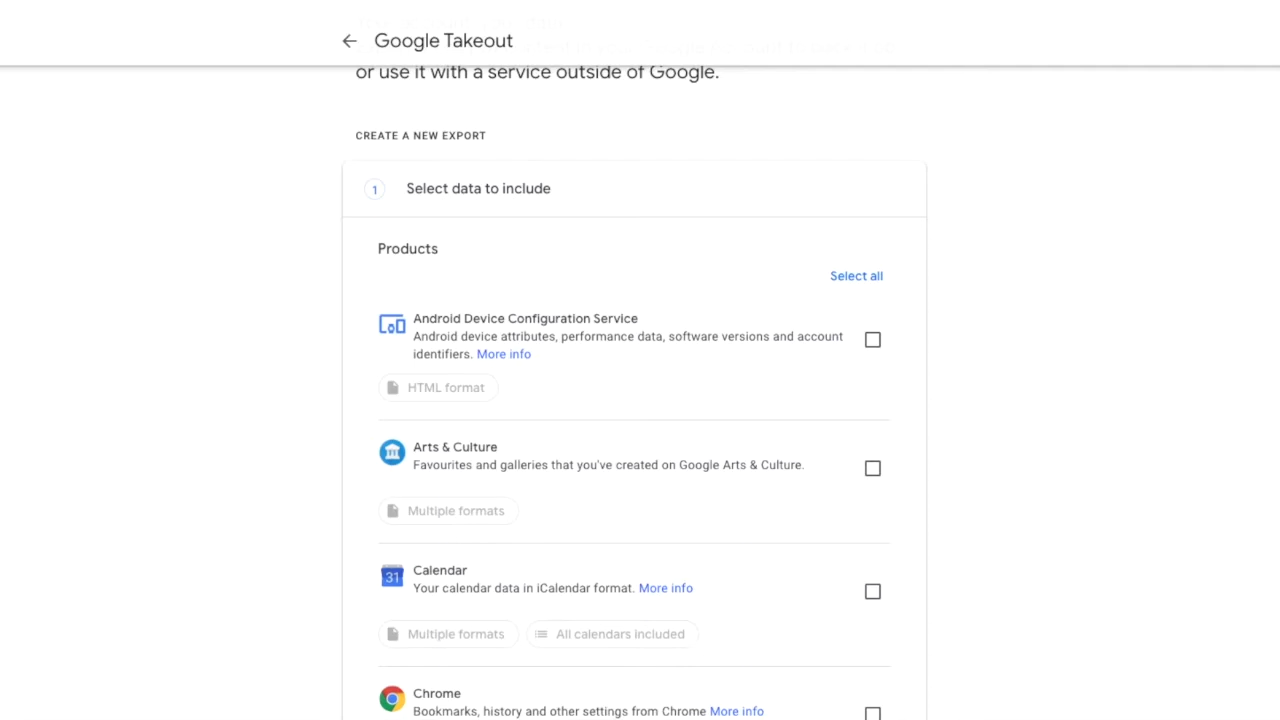 Google Takeout
or use it with a service outside of Google.
CREATE A NEW EXPORT
1 Select data to include
Products
Select all
Android Device Configuration Service
Android device attributes, performance data, software versions and account
identifiers. More info
HTML format
Arts & Culture
Favourites and galleries that you've created on Google Arts & Culture.
Multiple formats
31
Calendar
Your calendar data in iCalendar format. More info
Multiple formats All calendars included
Chrome
Bookmarks, history and other settings from Chrome More info